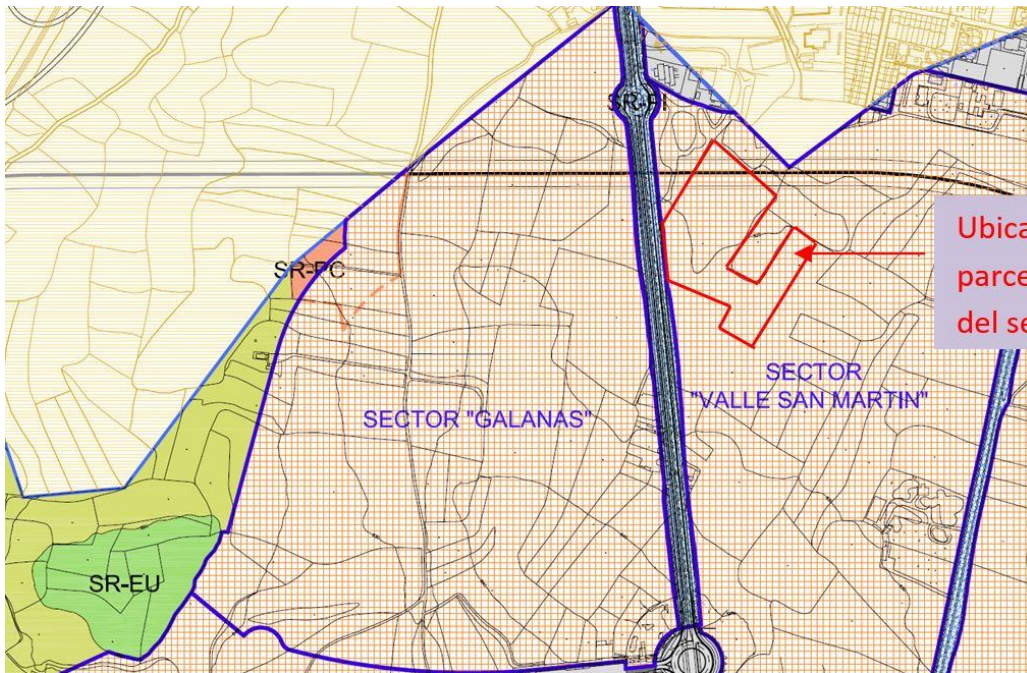 SR-PI
Ubica
parce
del se
SR-PC
SECTOR
"VALLE SAN MARTIN"
SECTOR "GALANAS"
SR-EU